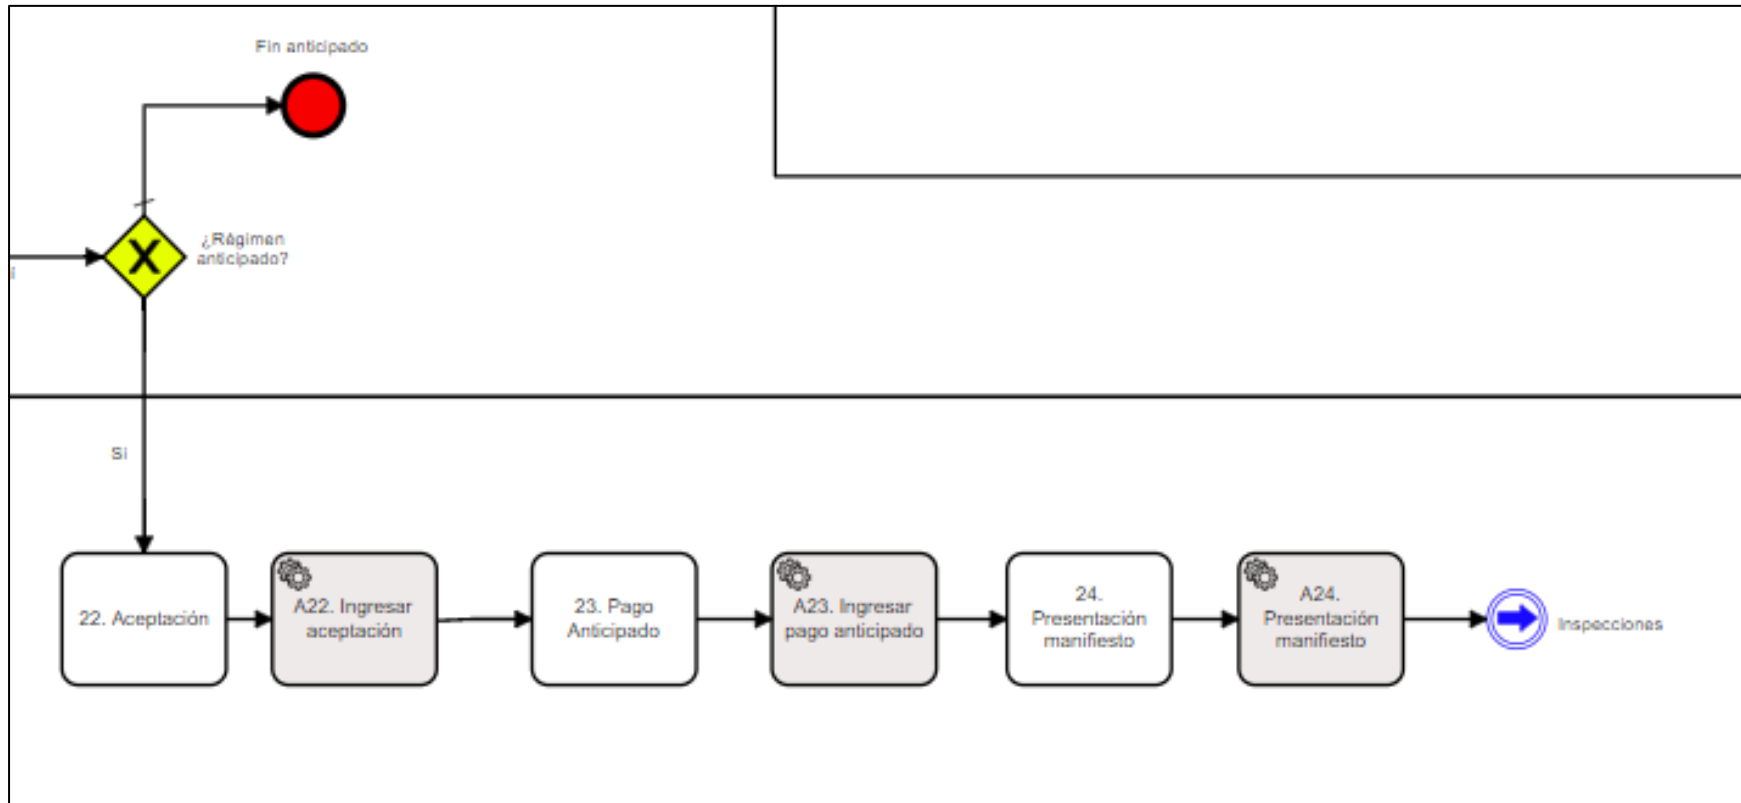 Fin anticipado
¿Régimen
anticipado?
i
Si
22. Aceptación
A22. Ingresar
aceptación
23. Pago
Anticipado
A23. Ingresar
pago anticipado
24.
Presentación
manifiesto
A24.
Presentación
manifiesto
Inspecciones